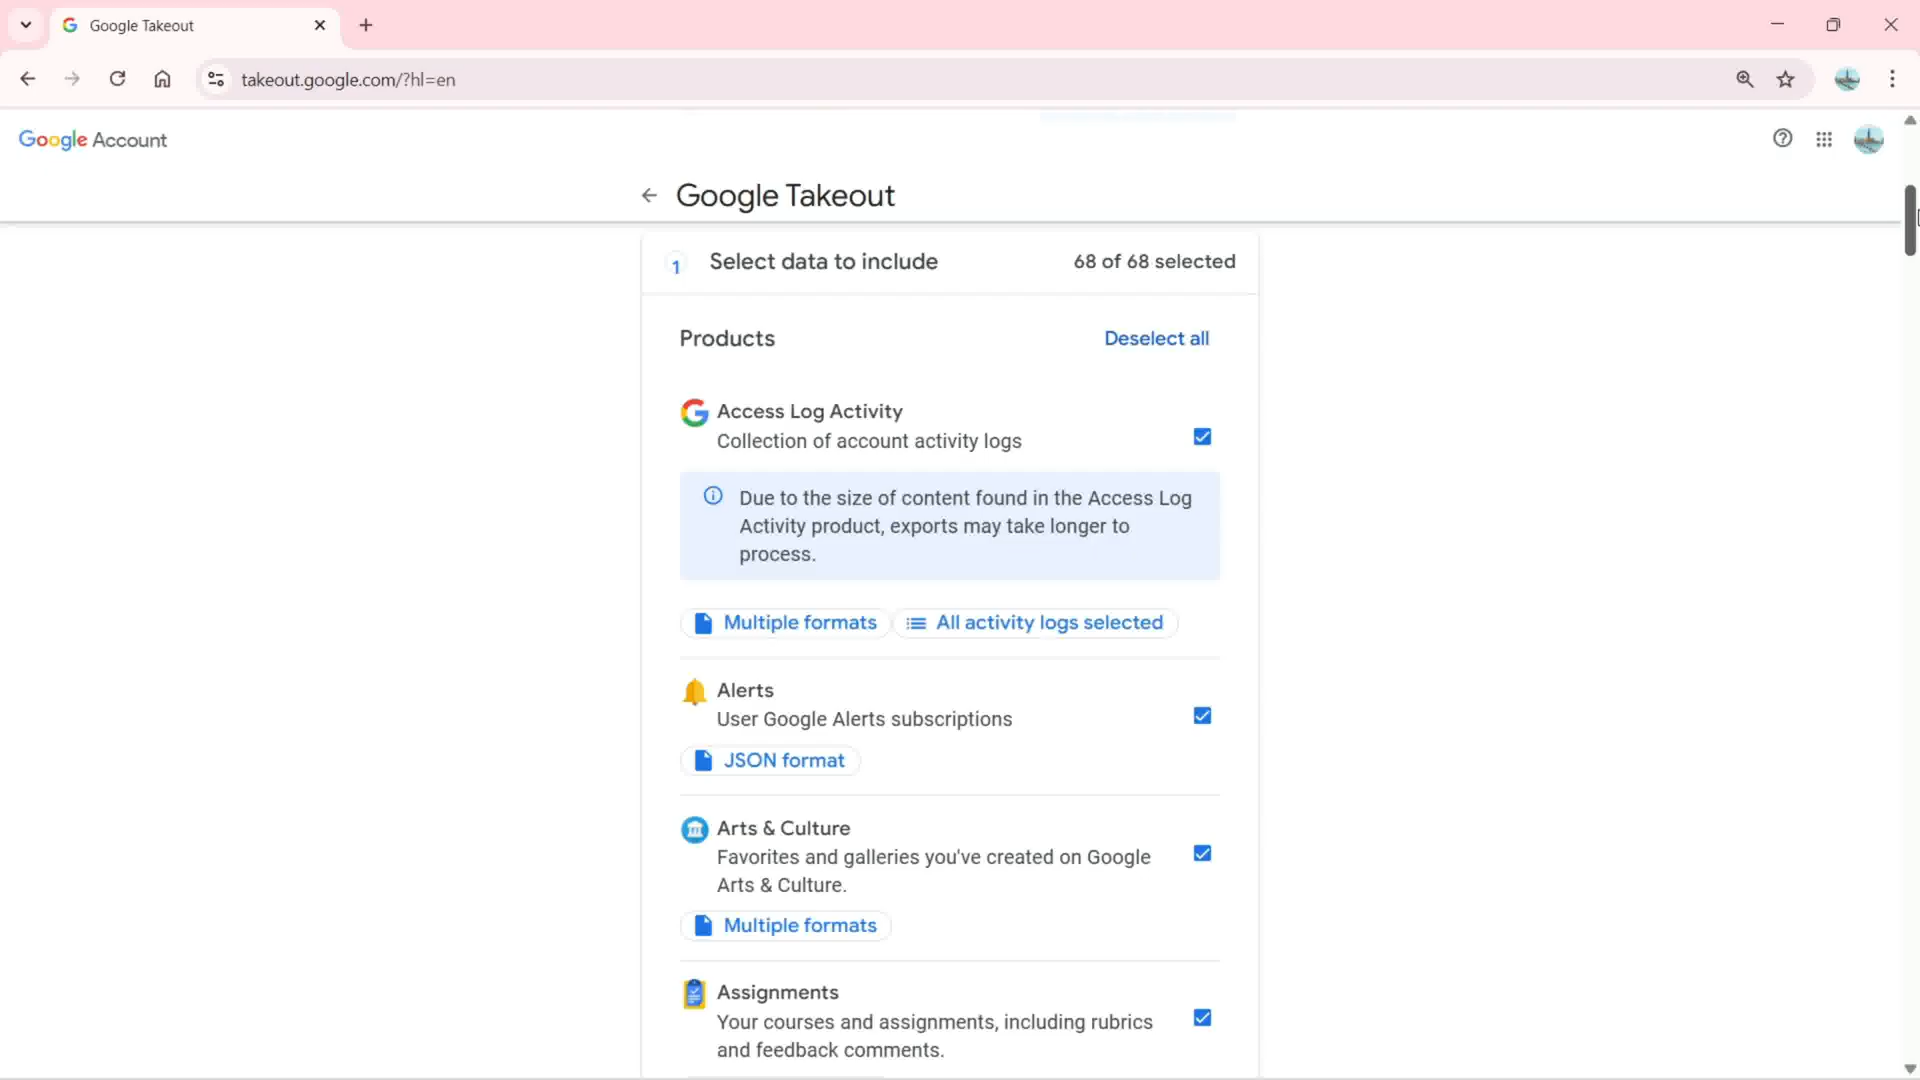 Google Takeout
takeout.google.com/?hl=en
Google Account
Google Takeout
1 Select data to include 68 of 68 selected
Products Deselect all
Access Log Activity
Collection of account activity logs
Due to the size of content found in the Access Log
Activity product, exports may take longer to
process.
Multiple formats All activity logs selected
Alerts
User Google Alerts subscriptions
JSON format
Arts & Culture
Favorites and galleries you've created on Google
Arts & Culture.
Multiple formats
Assignments
Your courses and assignments, including rubrics
and feedback comments.